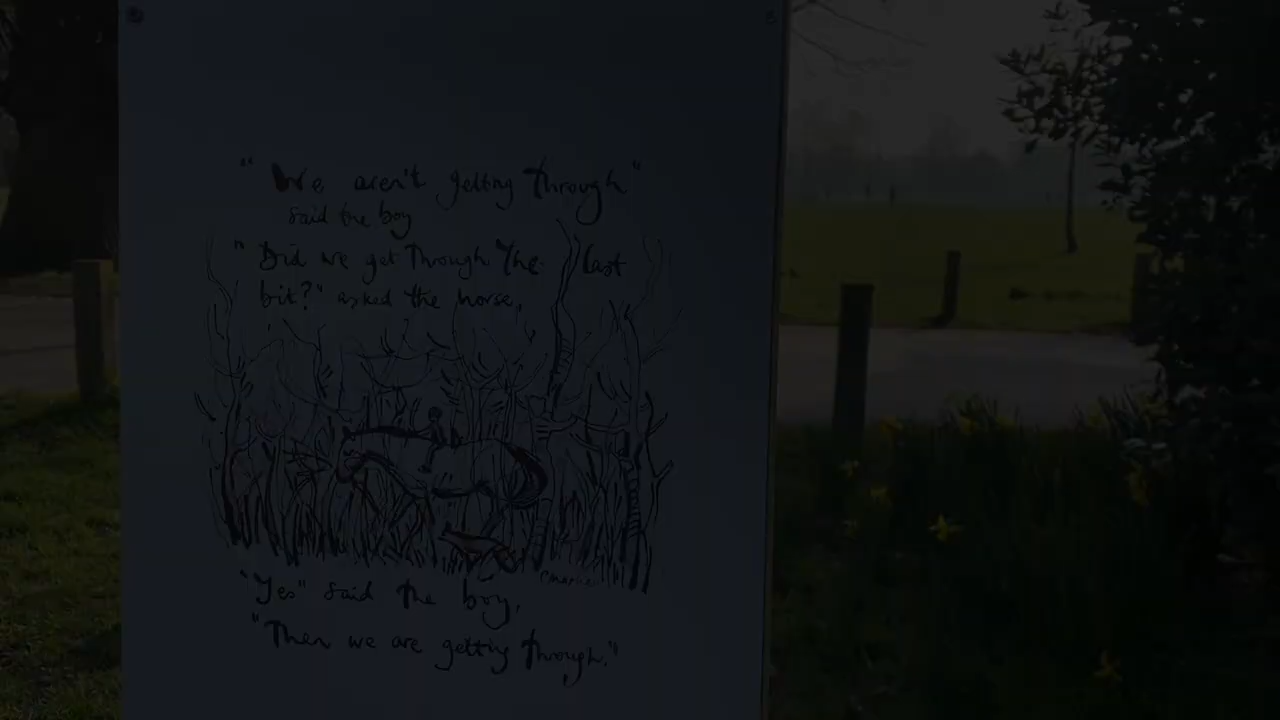 "We aren't getting through"
said the boy
"Did we get through the last
bit?" asked the horse,
"Yes" said the boy,
"Then we are getting through."